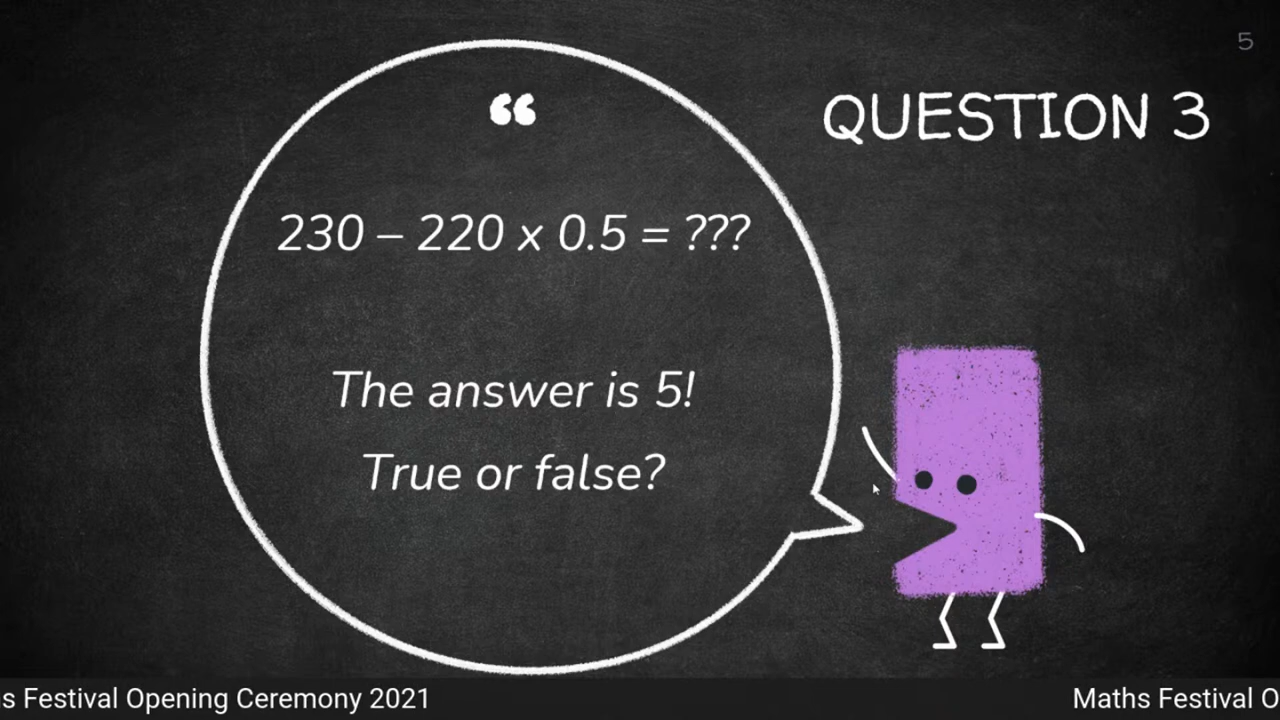 5
QUESTION 3
“
230 – 220 x 0.5 = ???
The answer is 5!
True or false?
s Festival Opening Ceremony 2021
Maths Festival O